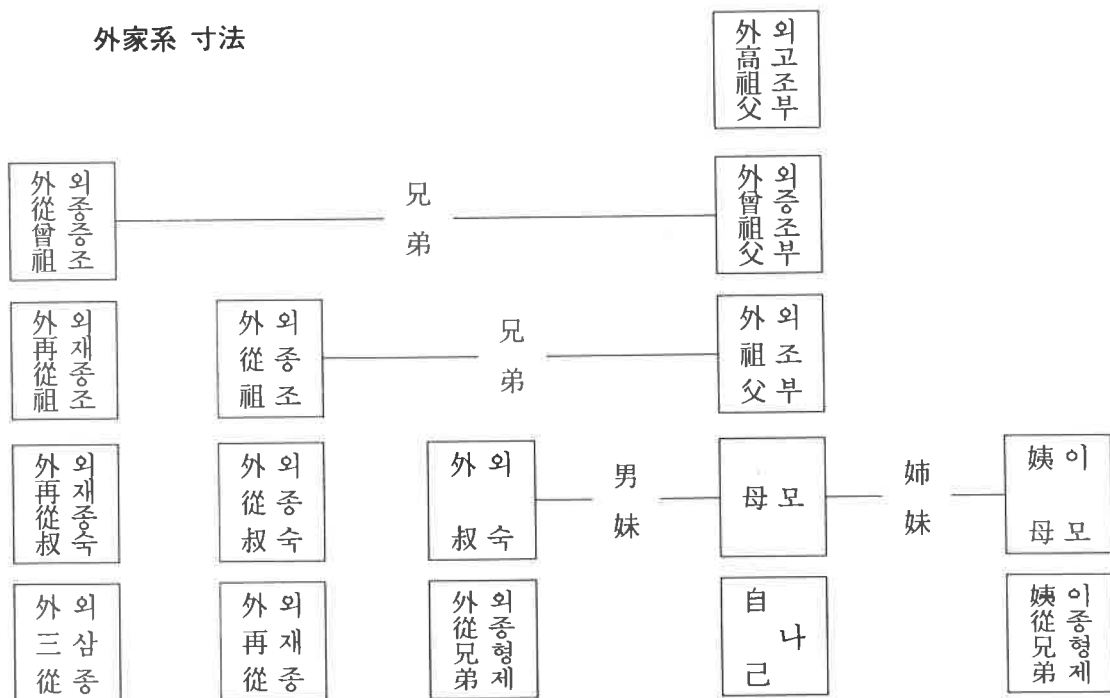 外家系 寸法
外高祖父 외고조부
外從曾祖 외종증조
兄弟
外曾祖父 외증조부
外再從祖 외재종조
外從祖 외종조
兄弟
外祖父 외조부
外再從叔 외재종숙
外從叔 외종숙
外叔 외숙
男妹
母 모
姉妹
姨母 이모
外三從 외삼종
外再從 외재종
外從兄弟 외종형제
自己 나
姨從兄弟 이종형제